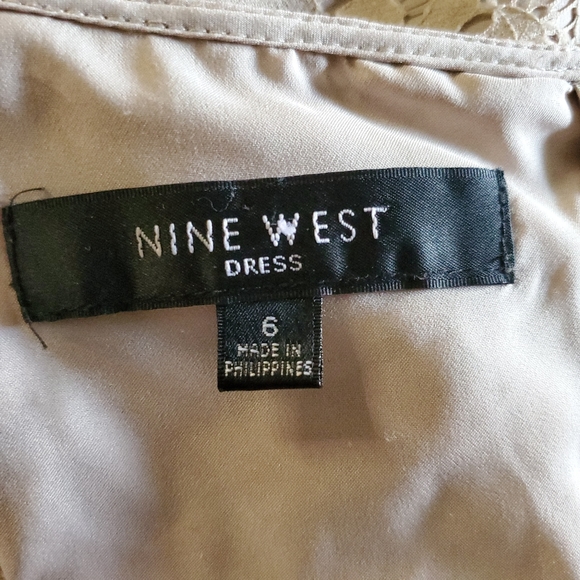 NINE WEST
DRESS
6
MADE IN
PHILIPPINES